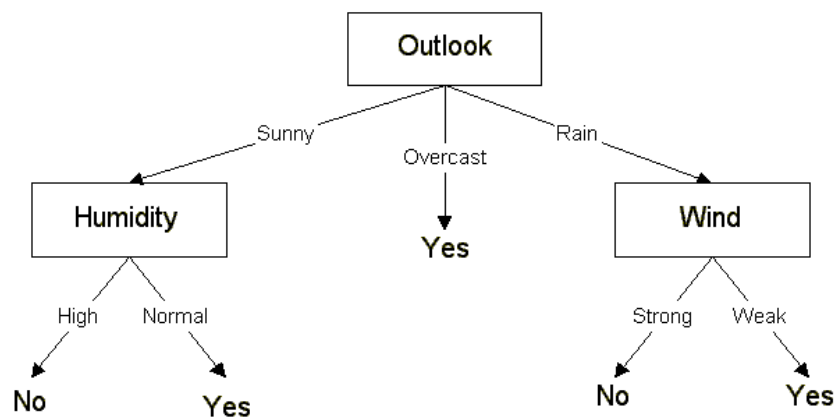 Outlook
Sunny
Overcast
Rain
Humidity
Yes
Wind
High
Normal
Strong
Weak
No
Yes
No
Yes